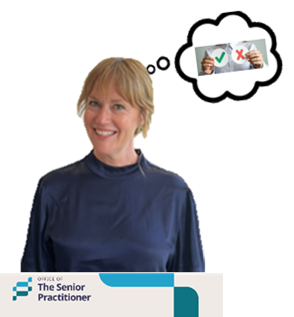 OFFICE OF
The Senior
Practitioner